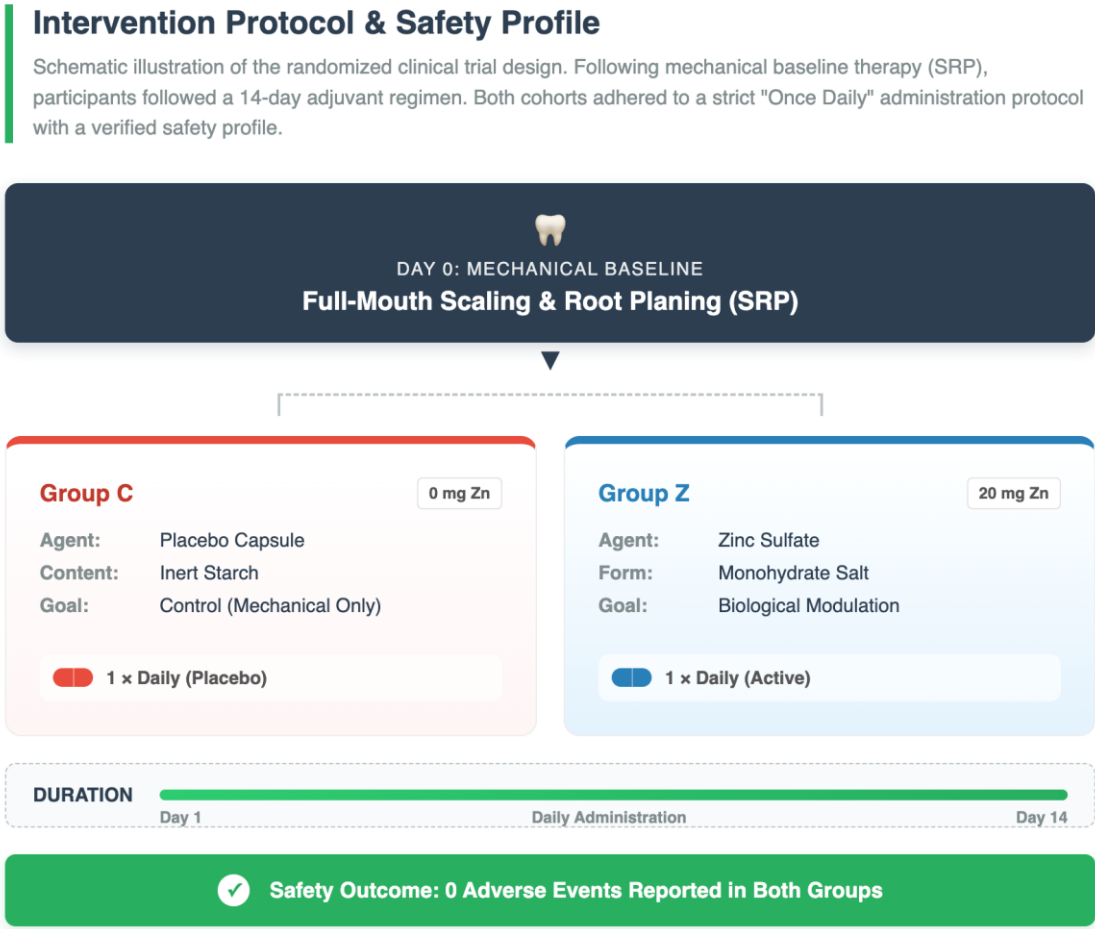 Intervention Protocol & Safety Profile
Schematic illustration of the randomized clinical trial design. Following mechanical baseline therapy (SRP),
participants followed a 14-day adjuvant regimen. Both cohorts adhered to a strict "Once Daily" administration protocol
with a verified safety profile.
DAY 0: MECHANICAL BASELINE
Full-Mouth Scaling & Root Planing (SRP)
Group C
0 mg Zn
Agent: Placebo Capsule
Content: Inert Starch
Goal: Control (Mechanical Only)
1 × Daily (Placebo)
Group Z
20 mg Zn
Agent: Zinc Sulfate
Form: Monohydrate Salt
Goal: Biological Modulation
1 × Daily (Active)
DURATION
Day 1 Daily Administration Day 14
Safety Outcome: 0 Adverse Events Reported in Both Groups